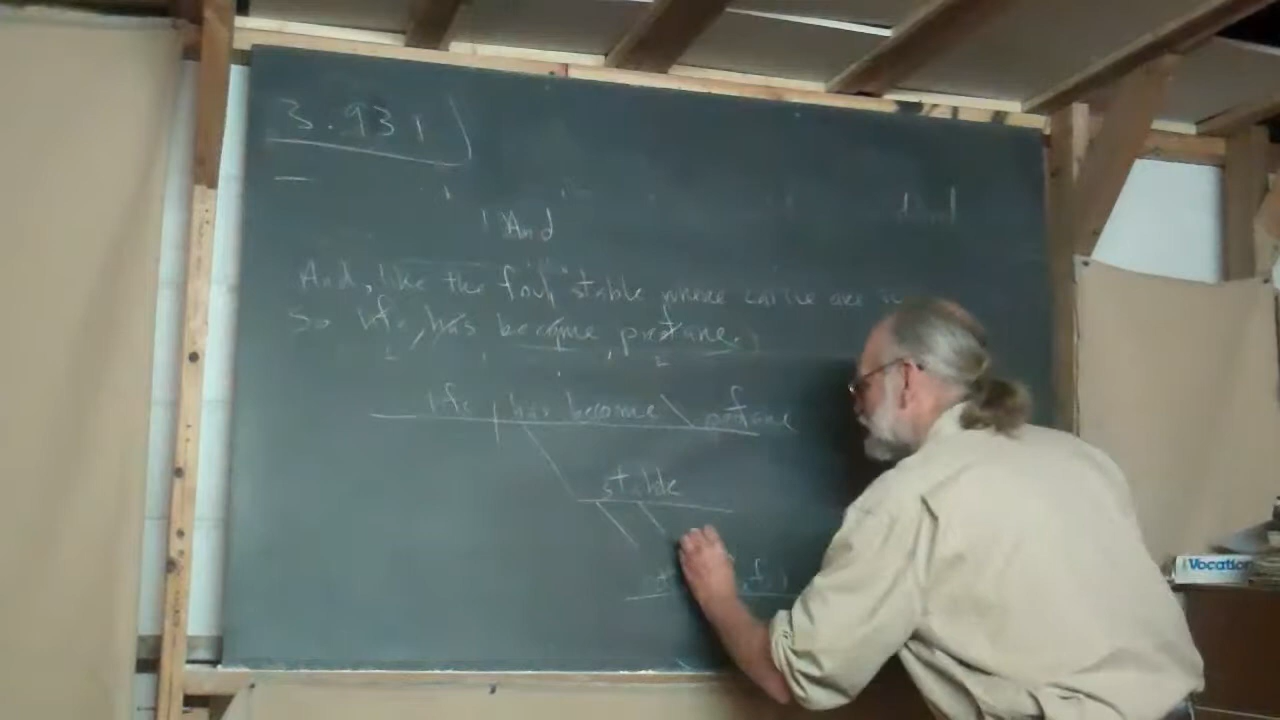 3.931
And
And, like the foul stable where cattle are
So life, has become profane.
life has become profane
stable
Vocation